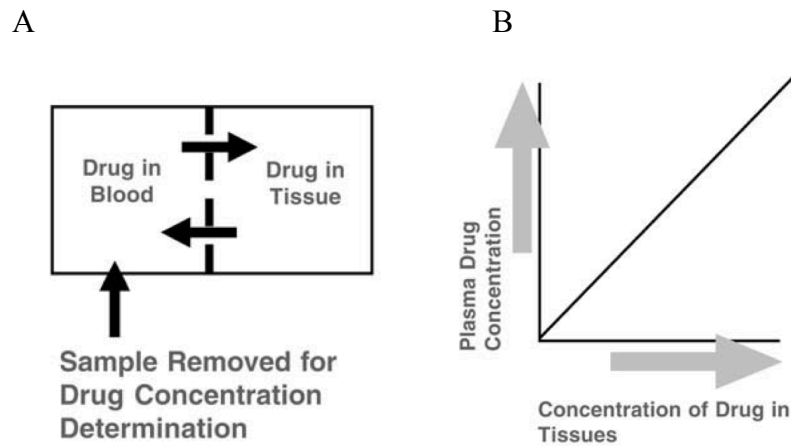 A
B
Drug in
Blood
Drug in
Tissue
Sample Removed for
Drug Concentration
Determination
Plasma Drug
Concentration
Concentration of Drug in
Tissues